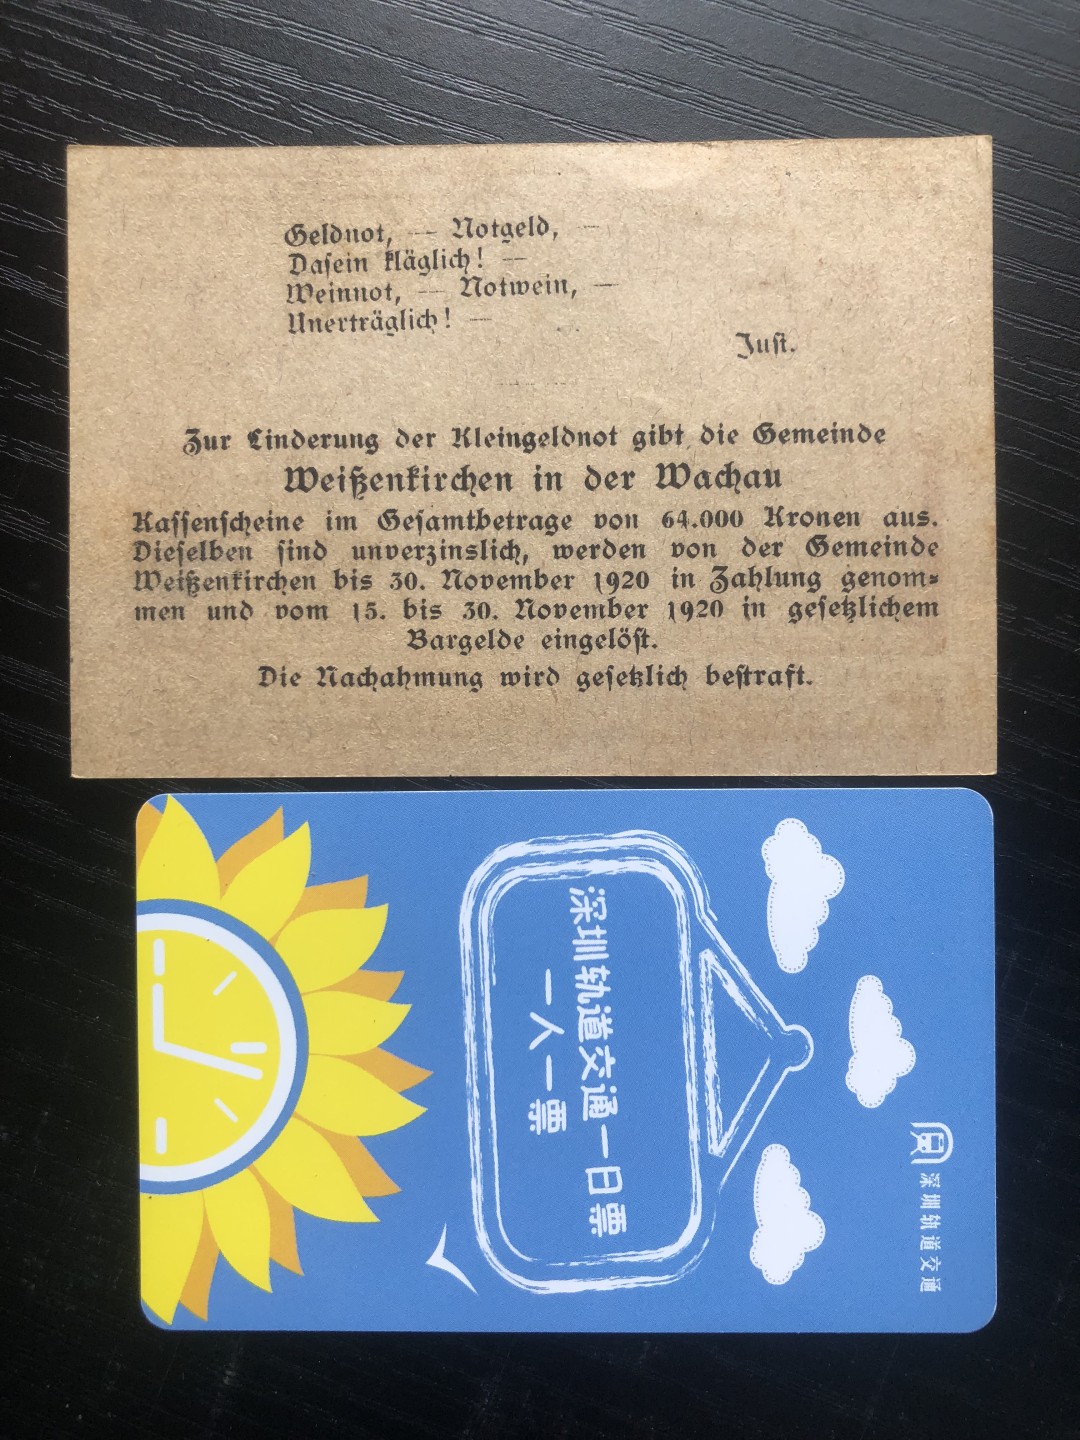 Geldnot, — Notgeld, —
Dasein kläglich! —
Weinnot, — Notwein, —
Unerträglich! —
Just.
Zur Linderung der Kleingeldnot gibt die Gemeinde
Weißenkirchen in der Wachau
Kassenscheine im Gesamtbetrage von 64.000 Kronen aus.
Dieselben sind unverzinslich, werden von der Gemeinde
Weißenkirchen bis 30. November 1920 in Zahlung genom-
men und vom 15. bis 30. November 1920 in gesetzlichem
Bargelde eingelöst.
Die Nachahmung wird gesetzlich bestraft.
深圳轨道交通
深圳轨道交通一日票
一人一票